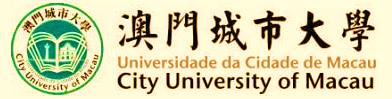 澳門城市大學
City University of Macau
澳門城市大學
Universidade da Cidade de Macau
City University of Macau